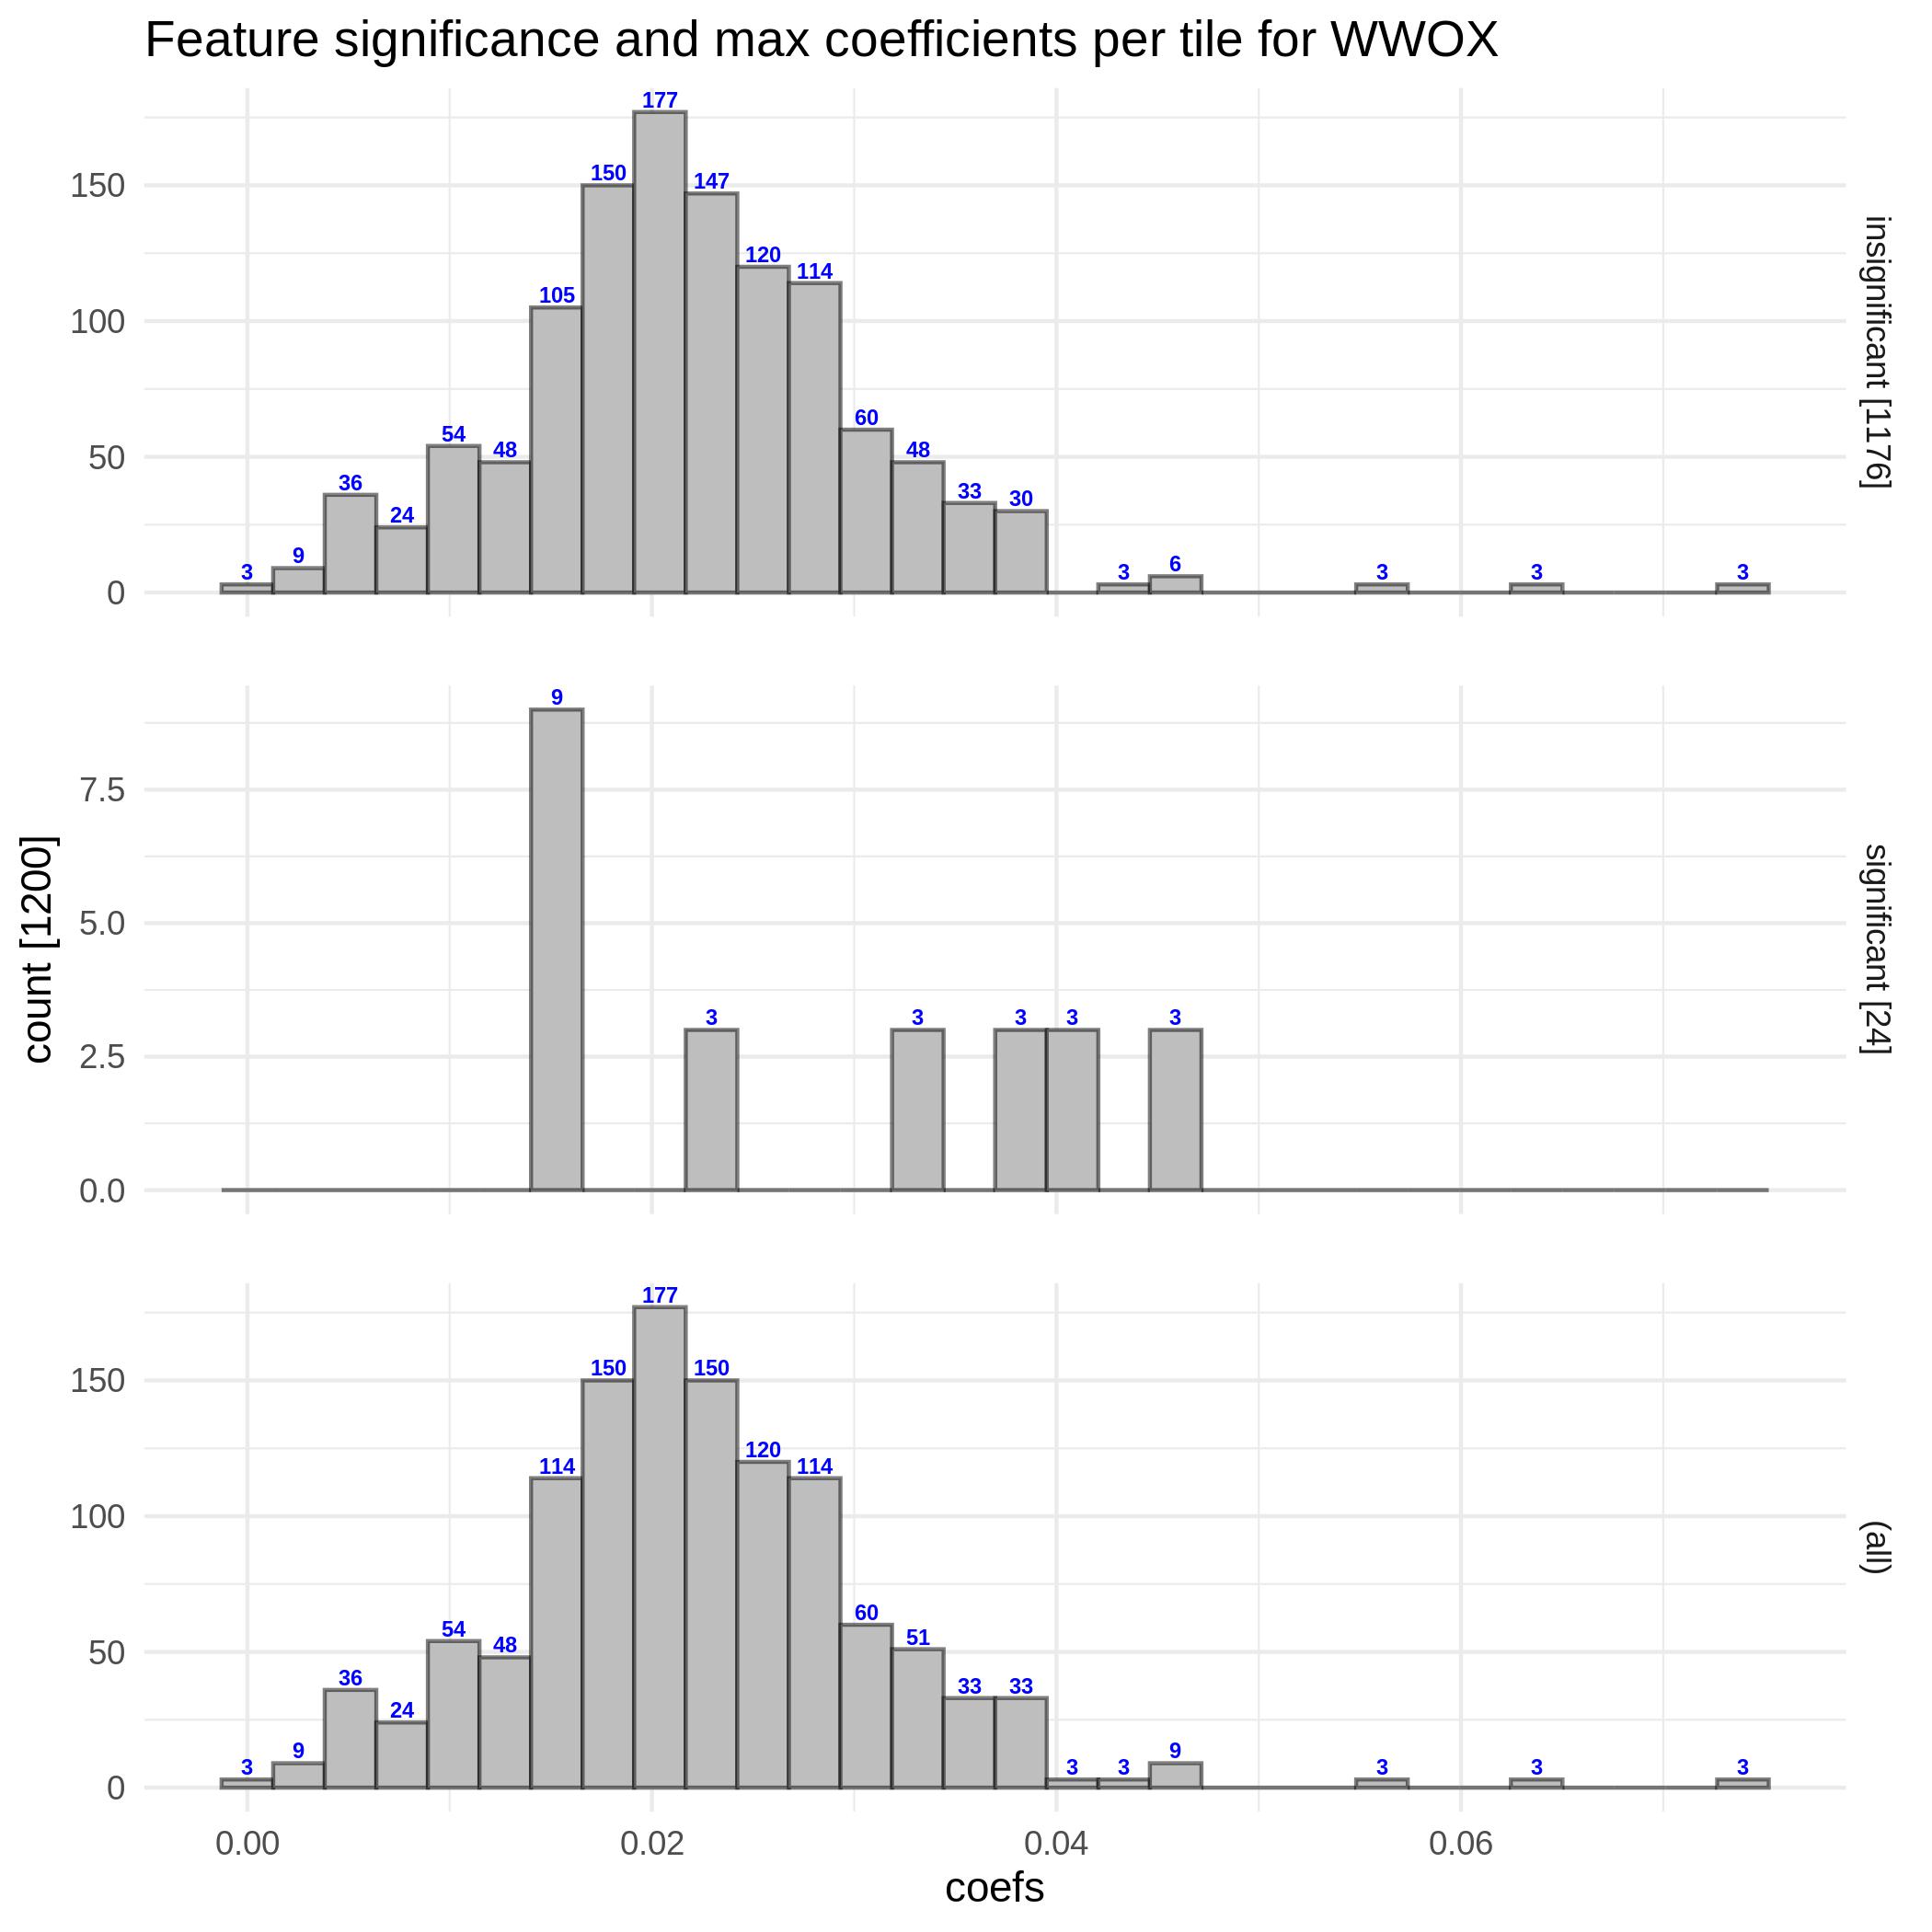 Feature significance and max coefficients per tile for WWOX
count [1200]
insignificant [1176]
150
100
50
0
3 9 36 24 54 48 105 150 177 147 120 114 60 48 33 30 3 6 3 3 3
significant [24]
7.5
5.0
2.5
0.0
9 3 3 3 3 3
(all)
150
100
50
0
3 9 36 24 54 48 114 150 177 150 120 114 60 51 33 33 3 3 9 3 3 3
0.00 0.02 0.04 0.06
coefs